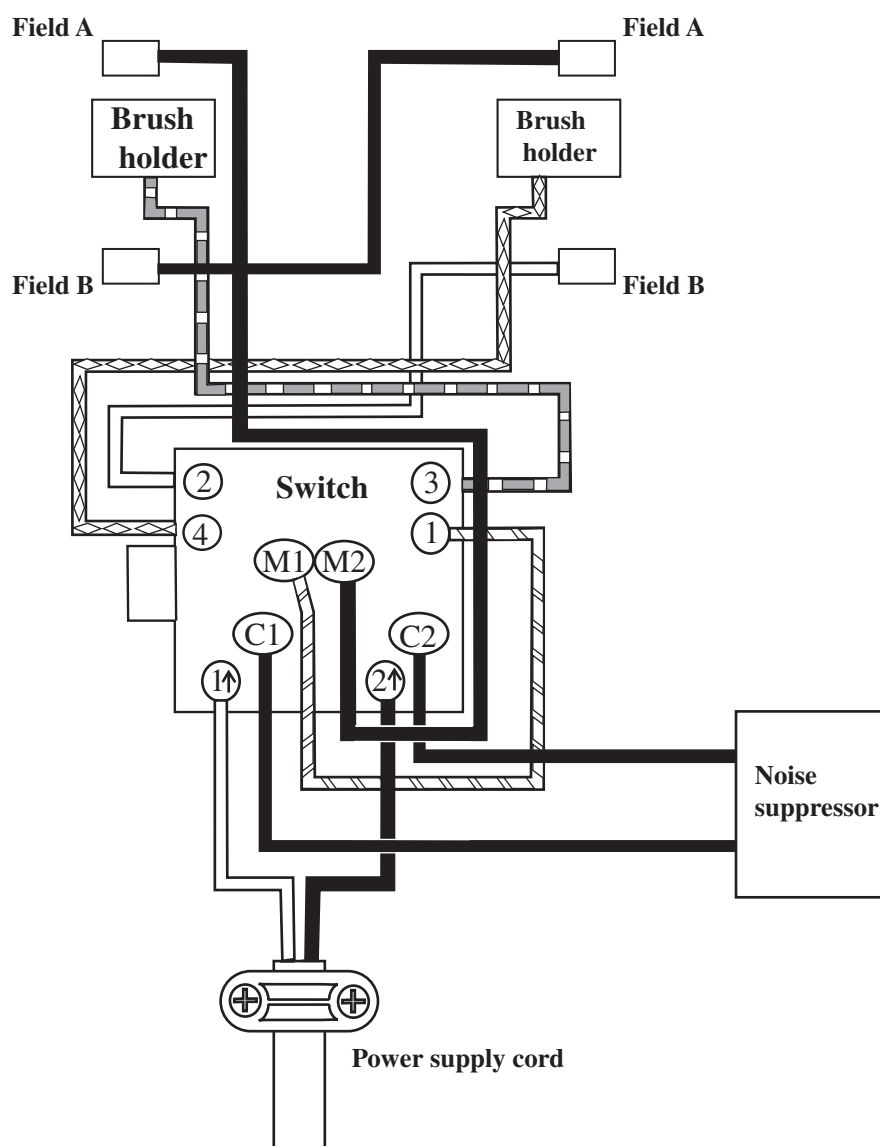 Field A
Field A
Brush
holder
Brush
holder
Field B
Field B
2
Switch
3
4
1
M1
M2
C1
C2
1↑
2↑
Noise
suppressor
Power supply cord